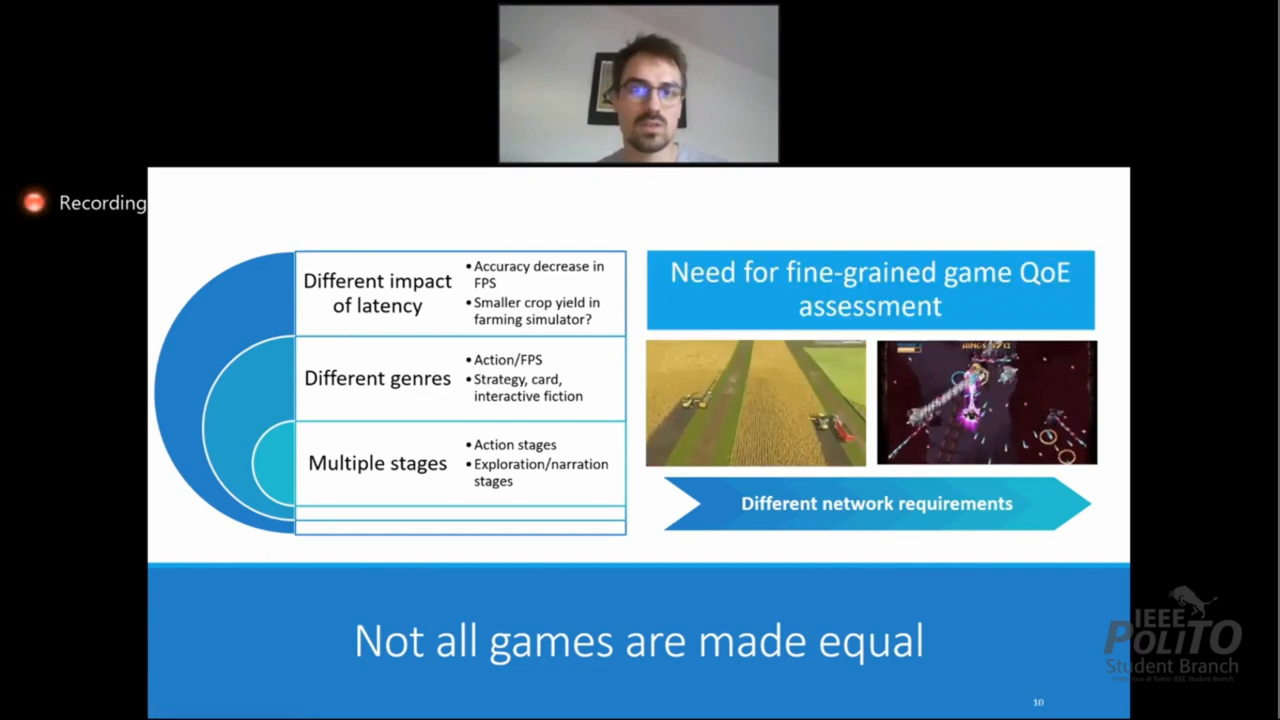 Recording
Different impact
of latency
• Accuracy decrease in
FPS
• Smaller crop yield in
farming simulator?
Different genres
• Action/FPS
• Strategy, card,
interactive fiction
Multiple stages
• Action stages
• Exploration/narration
stages
Need for fine-grained game QoE
assessment
Different network requirements
Not all games are made equal
10
IEEE
POLITO
Student Branch